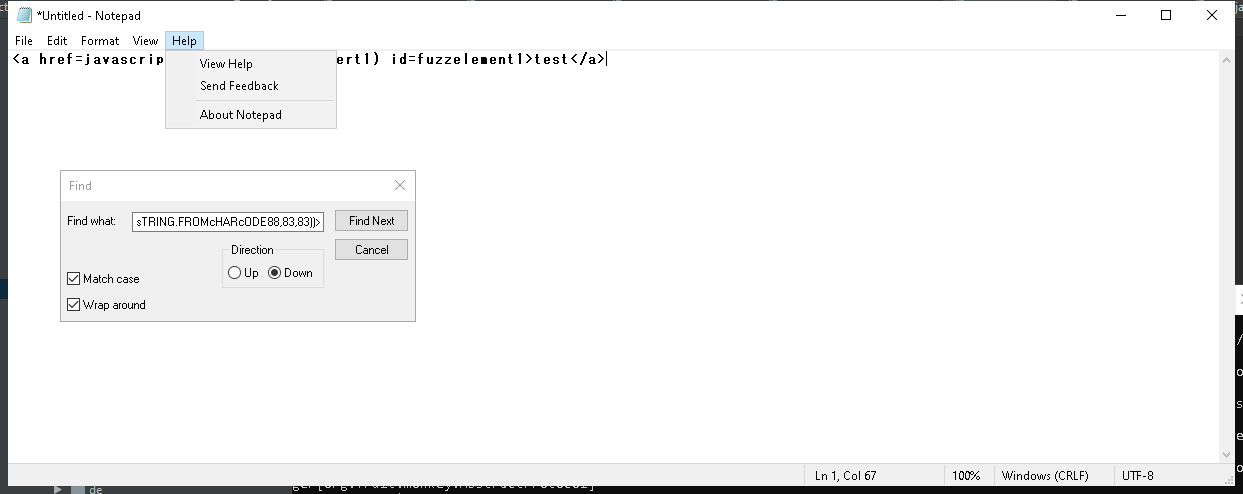 *Untitled - Notepad
File Edit Format View Help
<a href=javascrip ert1) id=fuzzelement1>test</a>
View Help
Send Feedback
About Notepad
Find
Find what: sTRING.FROMcHARcODE88,83,83))> Find Next
Direction Cancel
Up Down
Match case
Wrap around
Ln 1, Col 67 100% Windows (CRLF) UTF-8
de